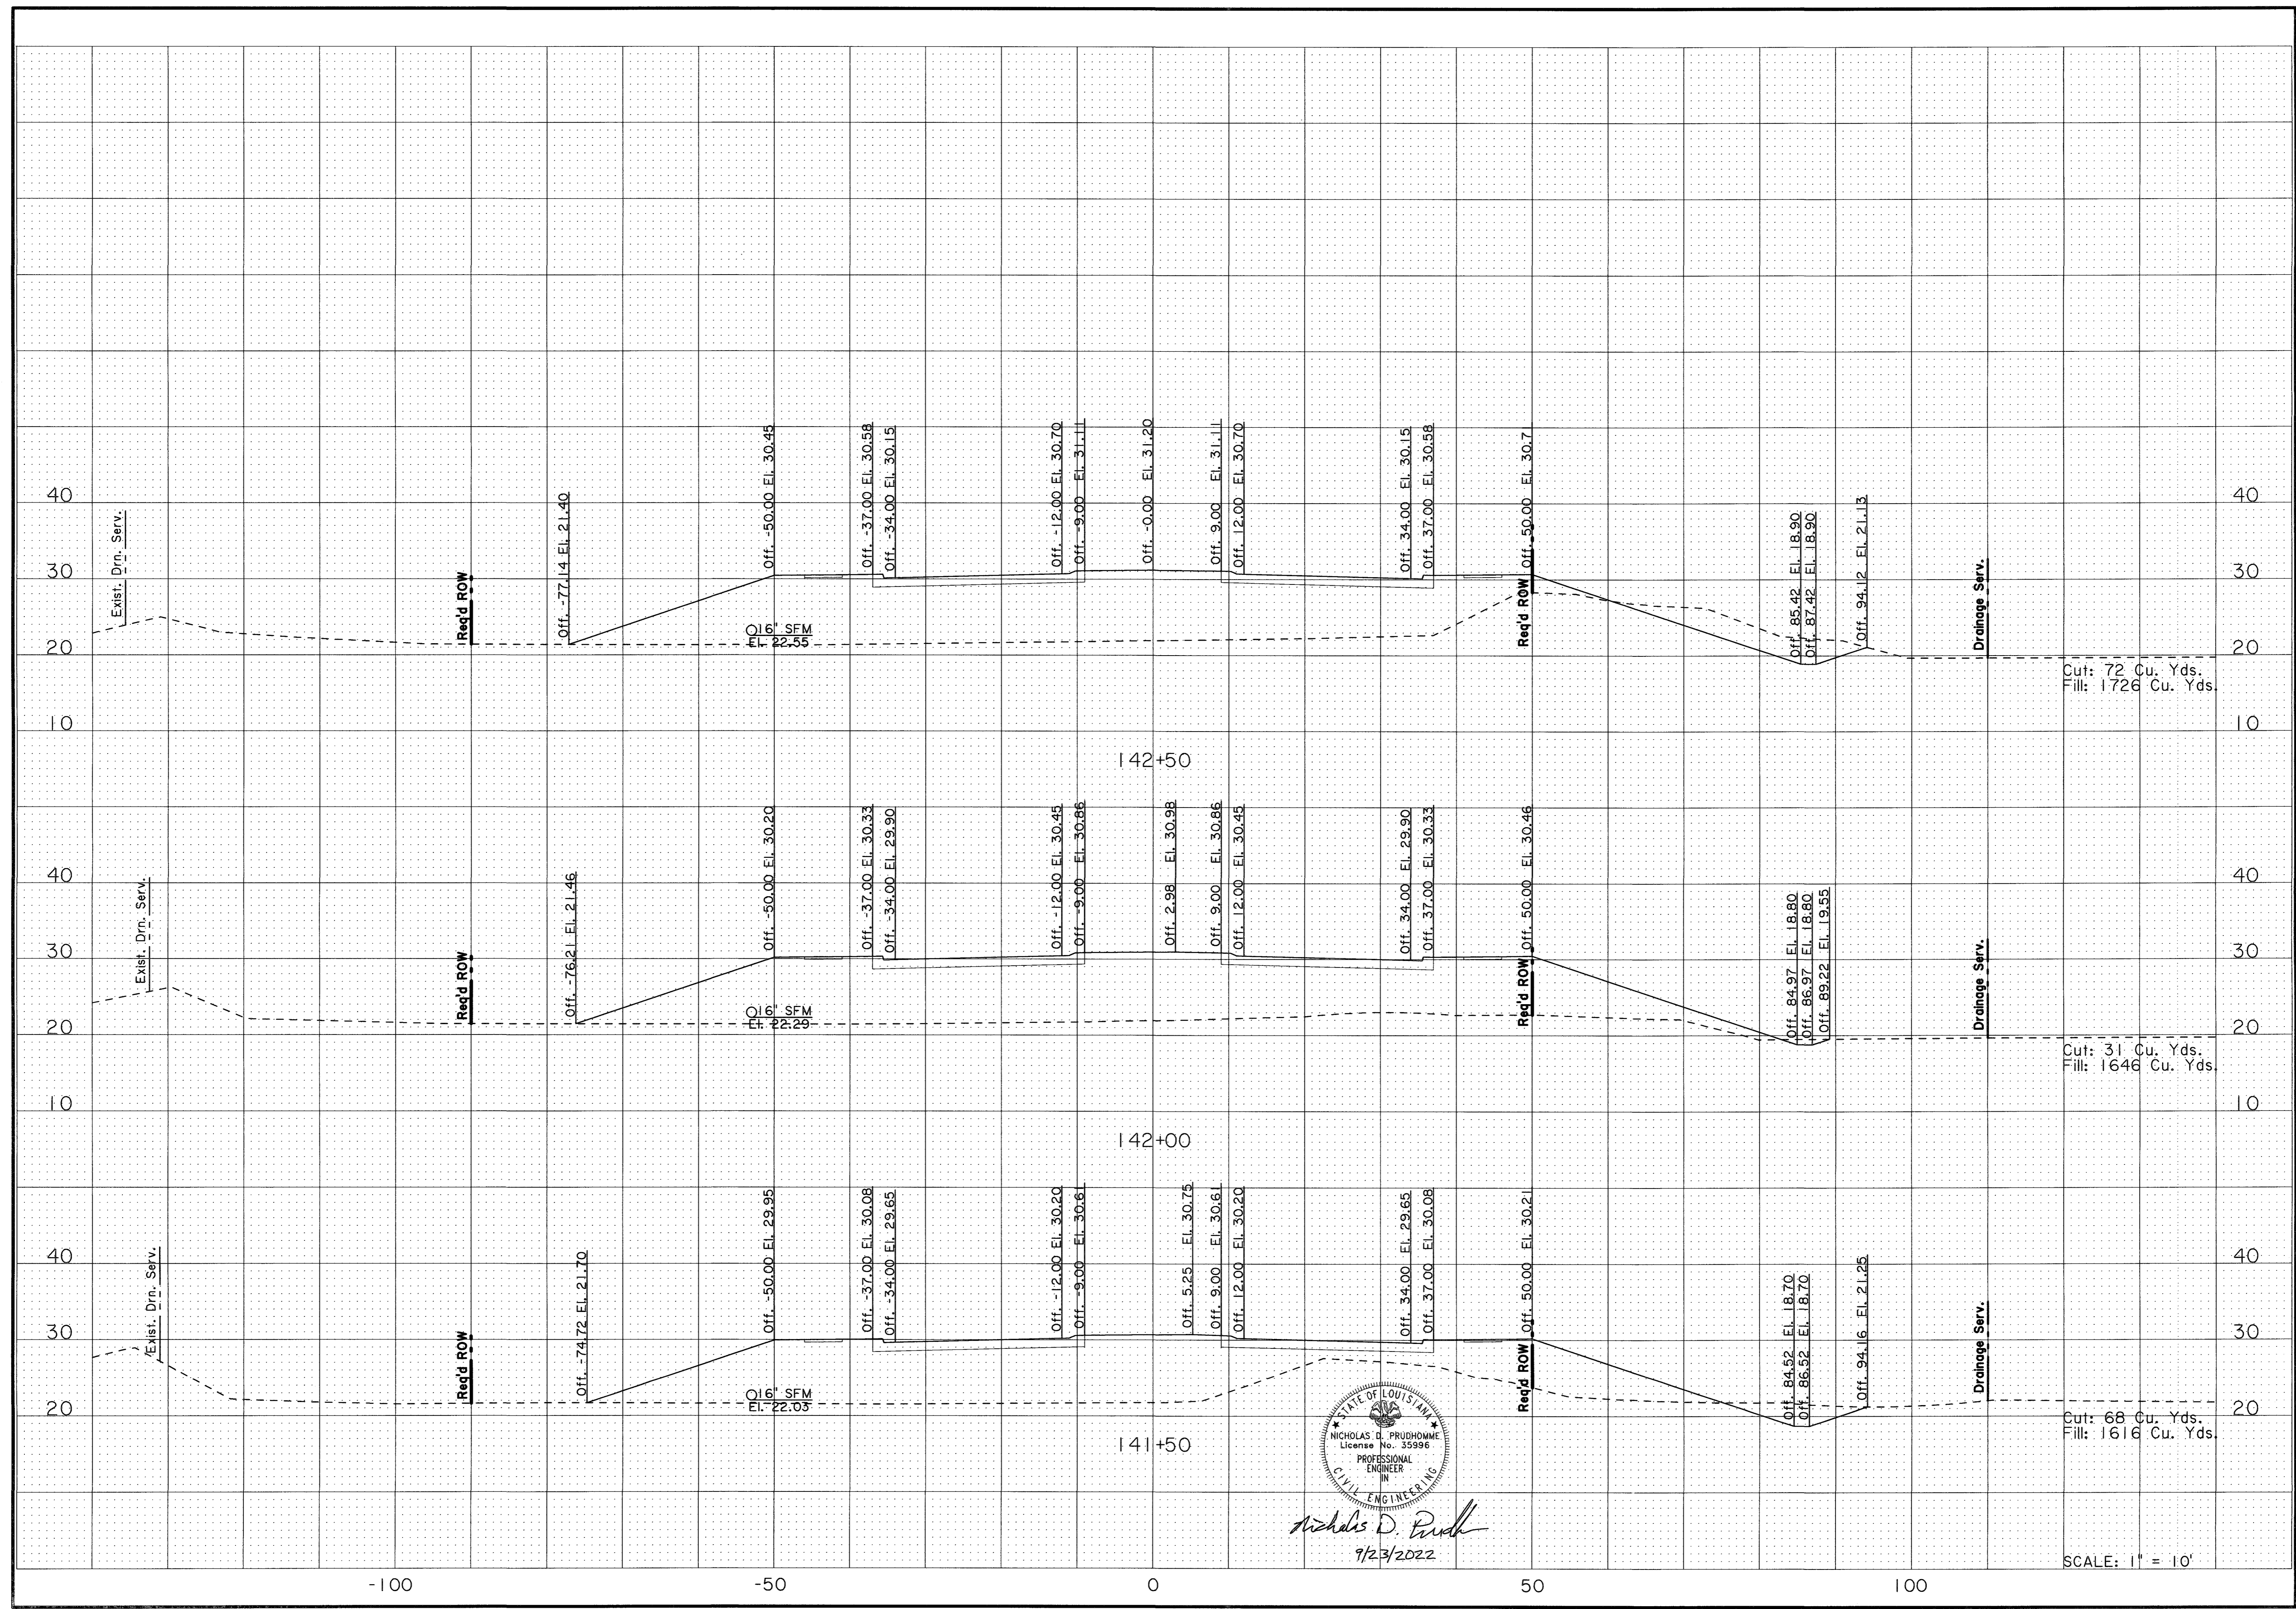 Off. -50.00 El. 30.45
Off. -37.00 El. 30.58
Off. -34.00 El. 30.15
Off. -12.00 El. 30.70
Off. -9.00 El. 31.11
Off. -0.00 El. 31.20
Off. 9.00 El. 31.11
Off. 12.00 El. 30.70
Off. 34.00 El. 30.15
Off. 37.00 El. 30.58
Off. 50.00 El. 30.71
40
Exist. Drn. Serv.
Off. -77.14 El. 21.40
Off. 85.42 El. 18.90
Off. 87.42 El. 18.90
Off. 94.12 El. 21.13
40
30
Req'd ROW
Req'd ROW
Drainage Serv.
30
16" SFM
El. 22.55
20
20
Cut: 72 Cu. Yds.
Fill: 1726 Cu. Yds.
10
10
142+50
Off. -50.00 El. 30.20
Off. -37.00 El. 30.33
Off. -34.00 El. 29.90
Off. -12.00 El. 30.45
Off. -9.00 El. 30.86
Off. 2.98 El. 30.98
Off. 9.00 El. 30.86
Off. 12.00 El. 30.45
Off. 34.00 El. 29.90
Off. 37.00 El. 30.33
Off. 50.00 El. 30.46
40
Exist. Drn. Serv.
Off. -76.21 El. 21.46
Off. 84.97 El. 18.80
Off. 86.97 El. 18.80
Off. 89.22 El. 19.55
40
30
Req'd ROW
Req'd ROW
Drainage Serv.
30
16" SFM
El. 22.29
20
20
Cut: 31 Cu. Yds.
Fill: 1646 Cu. Yds.
10
10
142+00
Off. -50.00 El. 29.95
Off. -37.00 El. 30.08
Off. -34.00 El. 29.65
Off. -12.00 El. 30.20
Off. -9.00 El. 30.61
Off. 5.25 El. 30.75
Off. 9.00 El. 30.61
Off. 12.00 El. 30.20
Off. 34.00 El. 29.65
Off. 37.00 El. 30.08
Off. 50.00 El. 30.21
40
Exist. Drn. Serv.
Off. -74.72 El. 21.70
Off. 84.52 El. 18.70
Off. 86.52 El. 18.70
Off. 94.16 El. 21.25
40
30
Req'd ROW
Req'd ROW
Drainage Serv.
30
16" SFM
El. 22.03
20
20
Cut: 68 Cu. Yds.
Fill: 1616 Cu. Yds.
141+50
STATE OF LOUISIANA
NICHOLAS D. PRUDHOMME
License No. 35996
PROFESSIONAL
ENGINEER
IN
CIVIL ENGINEERING
Nicholas D. Prudh
9/23/2022
SCALE: 1" = 10'
-100
-50
0
50
100